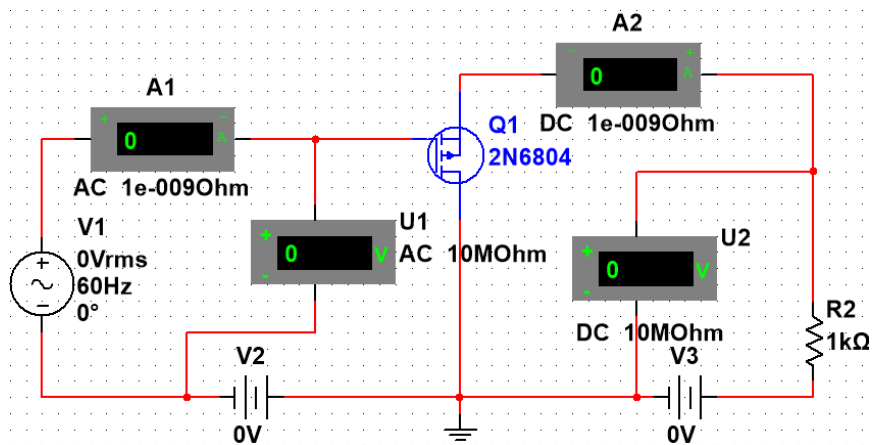 A2
- +
0 A
DC 1e-009Ohm
A1
+ -
0 A
AC 1e-009Ohm
Q1
2N6804
V1
+
0Vrms
60Hz
0°
U1
+
0 V
-
AC 10MOhm
U2
+
0 V
-
DC 10MOhm
R2
1kΩ
V2
0V
V3
0V